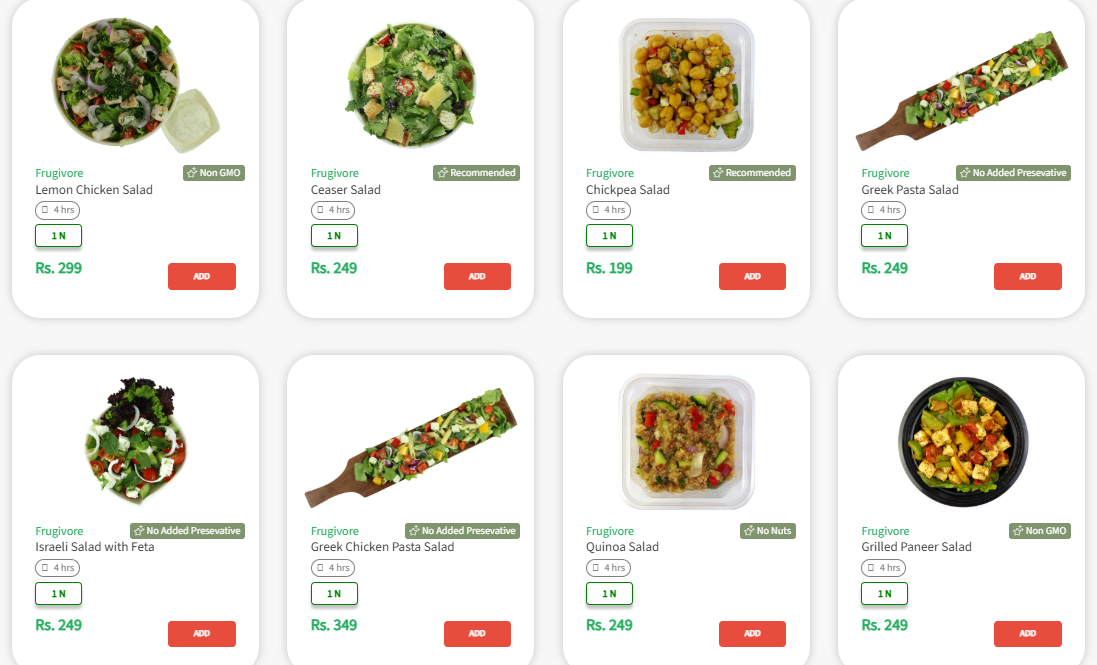 Frugivore Non GMO
Lemon Chicken Salad
4 hrs
1 N
Rs. 299 ADD
Frugivore Recommended
Ceaser Salad
4 hrs
1 N
Rs. 249 ADD
Frugivore Recommended
Chickpea Salad
4 hrs
1 N
Rs. 199 ADD
Frugivore No Added Presevative
Greek Pasta Salad
4 hrs
1 N
Rs. 249 ADD
Frugivore No Added Presevative
Israeli Salad with Feta
4 hrs
1 N
Rs. 249 ADD
Frugivore No Added Presevative
Greek Chicken Pasta Salad
4 hrs
1 N
Rs. 349 ADD
Frugivore No Nuts
Quinoa Salad
4 hrs
1 N
Rs. 249 ADD
Frugivore Non GMO
Grilled Paneer Salad
4 hrs
1 N
Rs. 249 ADD